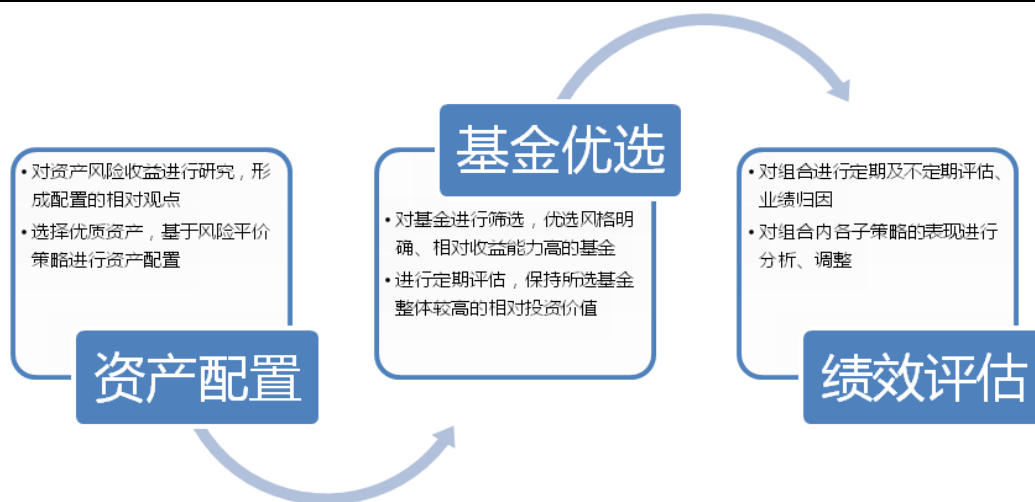 • 对资产风险收益进行研究，形
成配置的相对观点
• 选择优质资产，基于风险平价
策略进行资产配置
资产配置
基金优选
• 对基金进行筛选，优选风格明
确、相对收益能力高的基金
• 进行定期评估，保持所选基金
整体较高的相对投资价值
• 对组合进行定期及不定期评估、
业绩归因
• 对组合内各子策略的表现进行
分析、调整
绩效评估